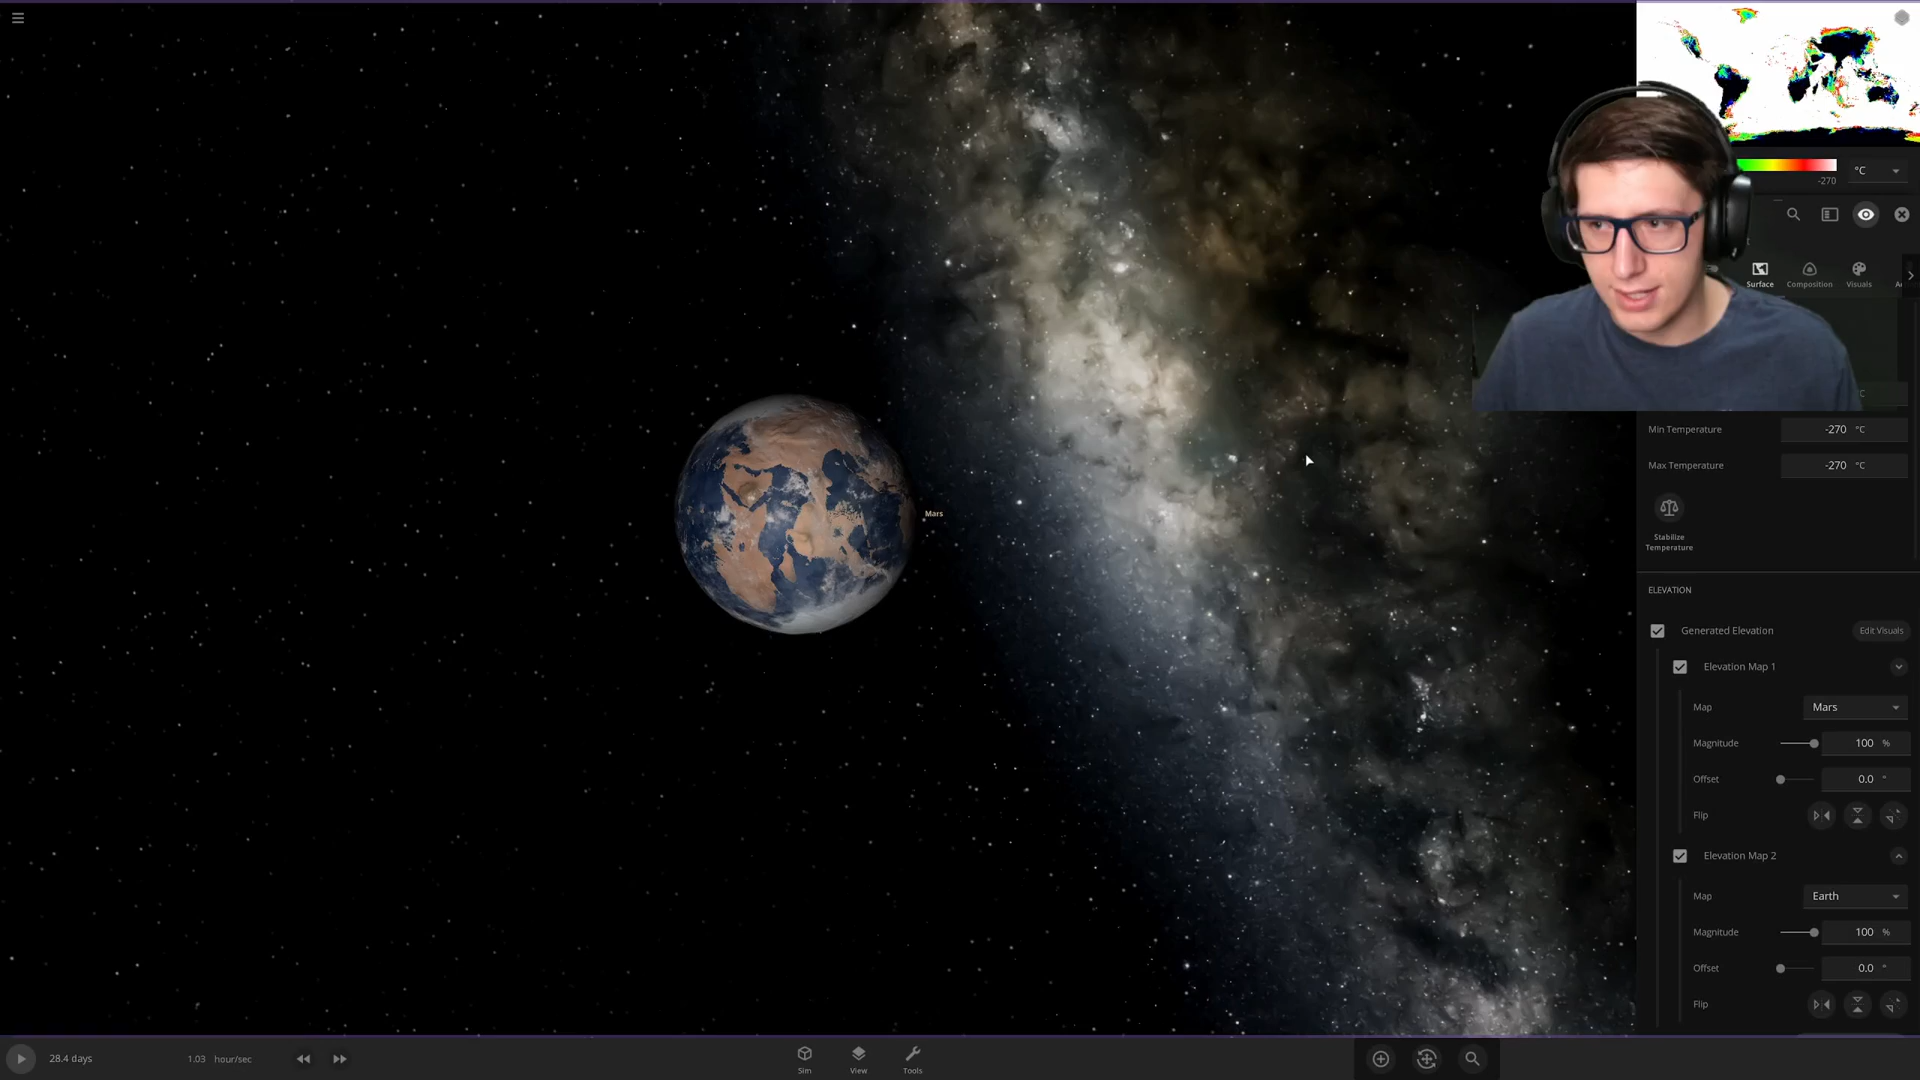 -270
°C
Surface
Composition
Visuals
°C
Min Temperature
-270 °C
Max Temperature
-270 °C
Stabilize
Temperature
Mars
ELEVATION
Generated Elevation
Edit Visuals
Elevation Map 1
Map
Mars
Magnitude
100 %
Offset
0.0 °
Flip
Elevation Map 2
Map
Earth
Magnitude
100 %
Offset
0.0 °
Flip
28.4 days
1.03 hour/sec
Sim
View
Tools